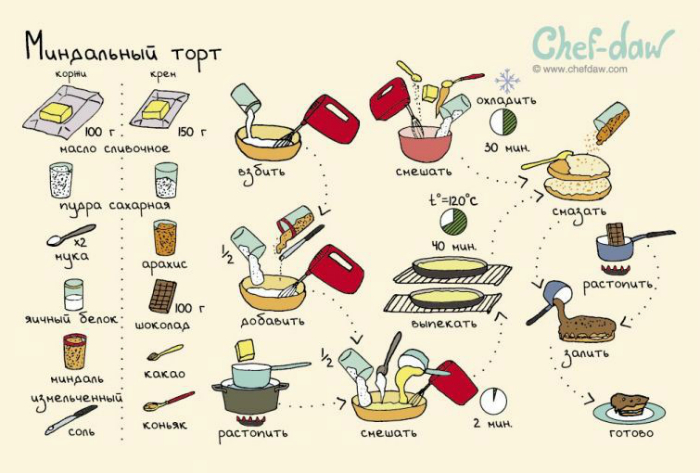 Миндальный торт
Chef-daw
© www.chefdaw.com
коржи
крем
100 г
150 г
масло сливочное
пудра сахарная
x2
мука
арахис
яичный белок
100 г
шоколад
миндаль
измельченный
какао
соль
коньяк
взбить
1/2
добавить
растопить
1/2
смешать
2 мин.
смешать
охладить
30 мин.
t°=120°c
40 мин.
выпекать
смазать
растопить
залить
готово